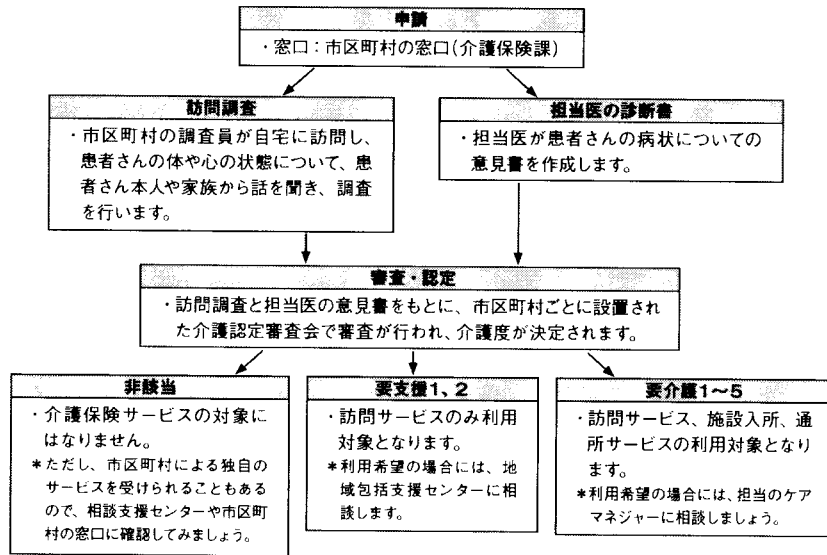 申請
・窓口：市区町村の窓口(介護保険課)
訪問調査
・市区町村の調査員が自宅に訪問し、
患者さんの体や心の状態について、患
者さん本人や家族から話を聞き、調査
を行います。
担当医の診断書
・担当医が患者さんの病状についての
意見書を作成します。
審査・認定
・訪問調査と担当医の意見書をもとに、市区町村ごとに設置され
た介護認定審査会で審査が行われ、介護度が決定されます。
非該当
・介護保険サービスの対象に
はなりません。
＊ただし、市区町村による独自の
サービスを受けられることもある
ので、相談支援センターや市区町
村の窓口に確認してみましょう。
要支援1、2
・訪問サービスのみ利用
対象となります。
＊利用希望の場合には、地
域包括支援センターに相
談します。
要介護1～5
・訪問サービス、施設入所、通
所サービスの利用対象となり
ます。
＊利用希望の場合には、担当のケア
マネジャーに相談しましょう。